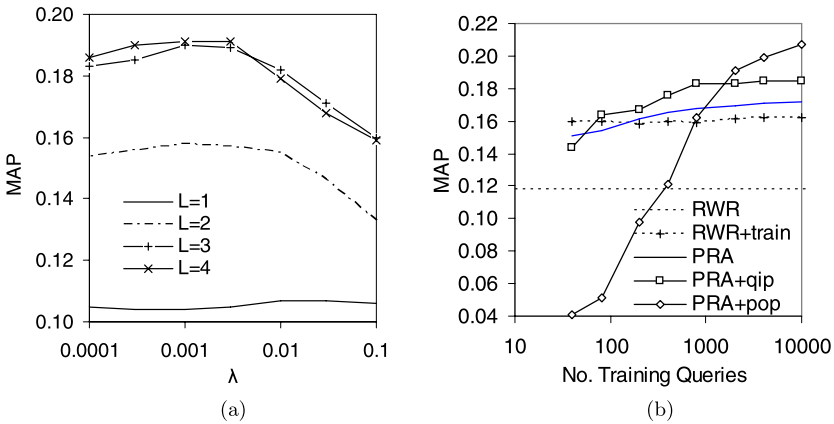 0.20
0.18
0.16
0.14
0.12
0.10
MAP
L=1
L=2
L=3
L=4
0.0001 0.001 0.01 0.1
λ
(a)
0.22
0.20
0.18
0.16
0.14
0.12
0.10
0.08
0.06
0.04
MAP
RWR
RWR+train
PRA
PRA+qip
PRA+pop
10 100 1000 10000
No. Training Queries
(b)